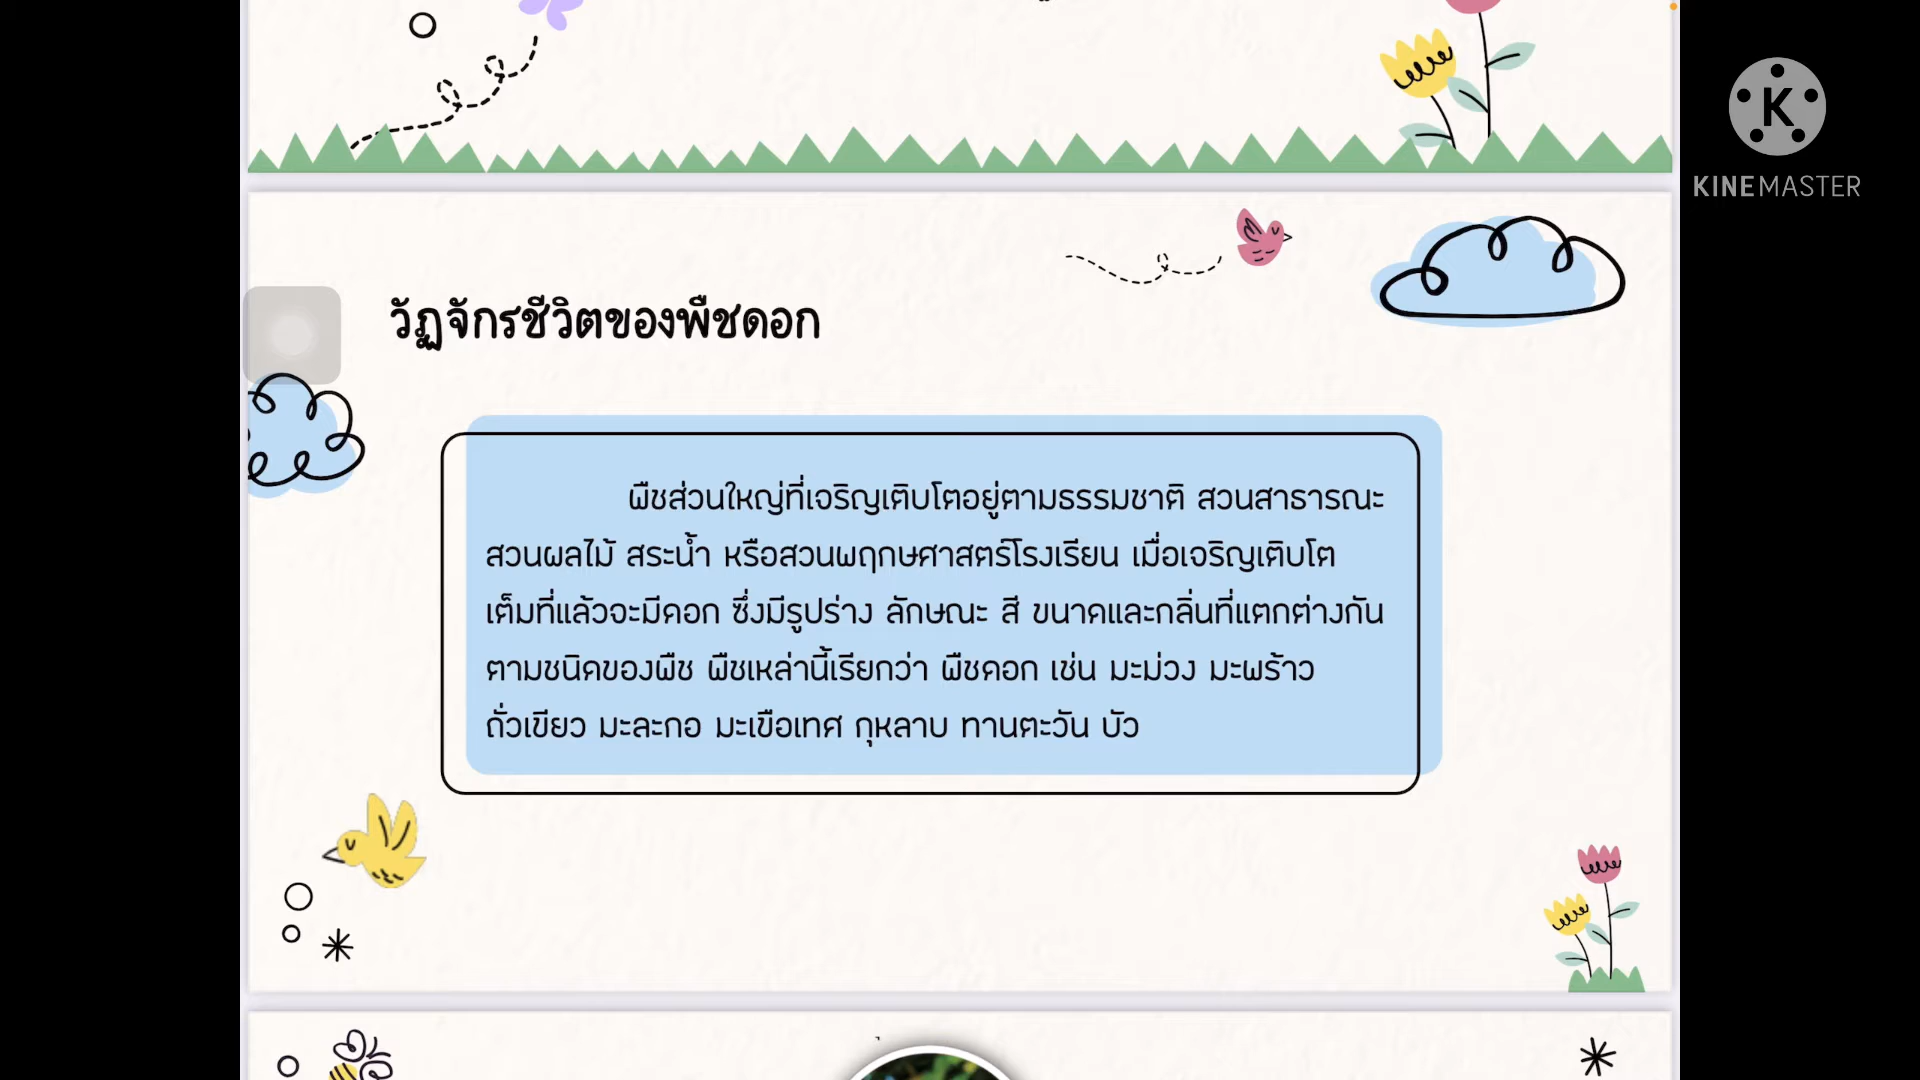 KINEMASTER
วัฏจักรชีวิตของพืชดอก
พืชส่วนใหญ่ที่เจริญเติบโตอยู่ตามธรรมชาติ สวนสาธารณะ
สวนผลไม้ สระน้ำ หรือสวนพฤกษศาสตร์โรงเรียน เมื่อเจริญเติบโต
เต็มที่แล้วจะมีดอก ซึ่งมีรูปร่าง ลักษณะ สี ขนาดและกลิ่นที่แตกต่างกัน
ตามชนิดของพืช พืชเหล่านี้เรียกว่า พืชดอก เช่น มะม่วง มะพร้าว
ถั่วเขียว มะละกอ มะเขือเทศ กุหลาบ ทานตะวัน บัว